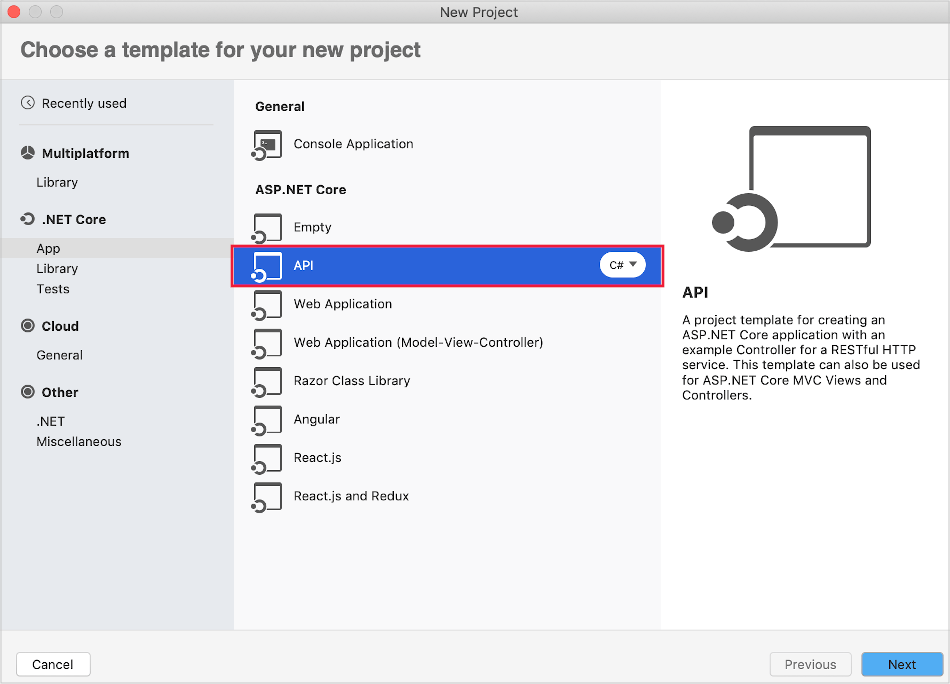 New Project
Choose a template for your new project
Recently used
Multiplatform
Library
.NET Core
App
Library
Tests
Cloud
General
Other
.NET
Miscellaneous
General
Console Application
ASP.NET Core
Empty
API
C#
Web Application
Web Application (Model-View-Controller)
Razor Class Library
Angular
React.js
React.js and Redux
API
A project template for creating an
ASP.NET Core application with an
example Controller for a RESTful HTTP
service. This template can also be used
for ASP.NET Core MVC Views and
Controllers.
Cancel
Previous
Next